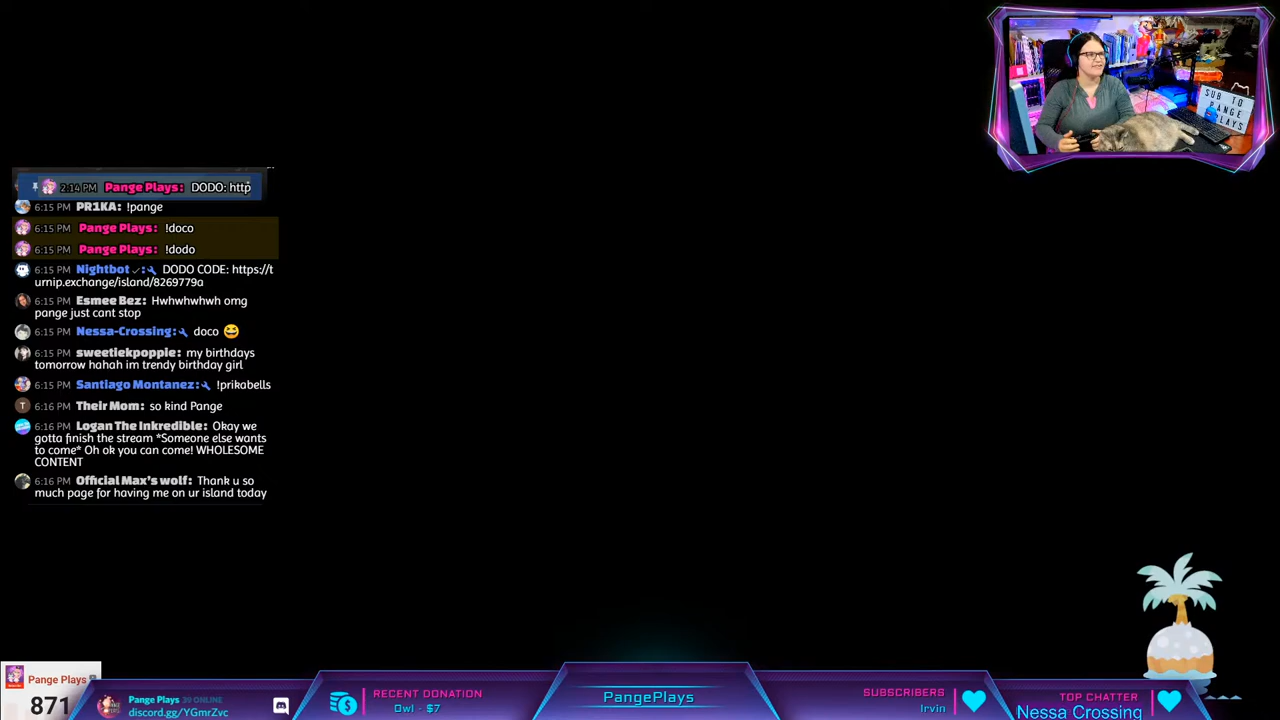 2:14 PM Pange Plays: DODO: http
6:15 PM PR1KA: !pange
6:15 PM Pange Plays: !doco
6:15 PM Pange Plays: !dodo
6:15 PM Nightbot: DODO CODE: https://t
urnip.exchange/island/8269779a
6:15 PM Esmee Bez: Hwhwhwhwh omg
pange just cant stop
6:15 PM Nessa-Crossing: doco 😆
6:15 PM sweetiekpoppie: my birthdays
tomorrow hahah im trendy birthday girl
6:15 PM Santiago Montanez: !prikabells
6:16 PM Their Mom: so kind Pange
6:16 PM Logan The Inkredible: Okay we
gotta finish the stream *Someone else wants
to come* Oh ok you can come! WHOLESOME
CONTENT
6:16 PM Official Max's wolf: Thank u so
much page for having me on ur island today
SUB TO
PANGE
PLAYS
Pange Plays
871
Pange Plays 39 ONLINE
discord.gg/YGmrZvc
RECENT DONATION
Owl - $7
PangePlays
SUBSCRIBERS
Irvin
TOP CHATTER
Nessa Crossing